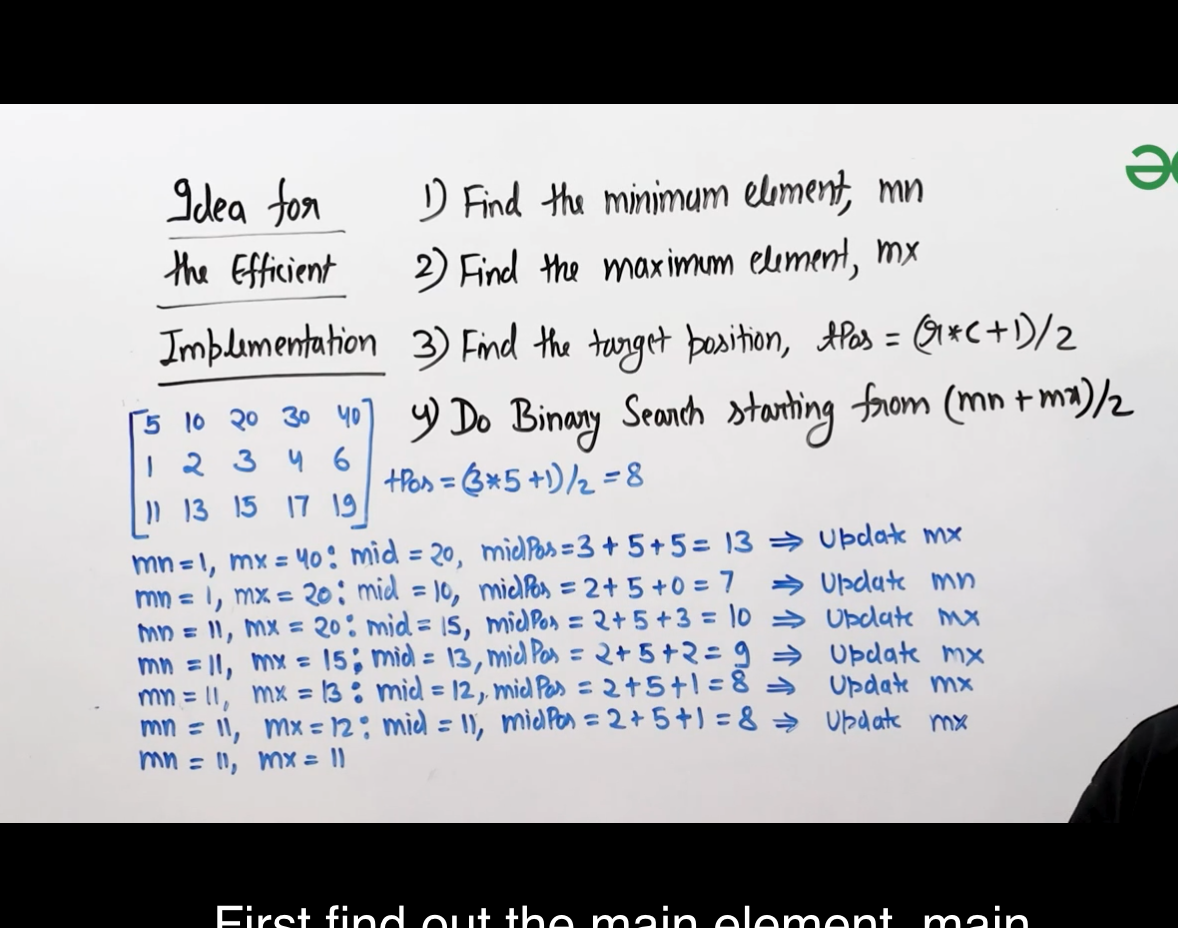 Idea for
the Efficient
Implementation
1) Find the minimum element, mn
2) Find the maximum element, mx
3) Find the target position, tPos = (r*c+1)/2
4) Do Binary Search starting from (mn + mx)/2
5 10 20 30 40
1 2 3 4 6
11 13 15 17 19
tPos = (3*5+1)/2 = 8
mn = 1, mx = 40: mid = 20, midPos = 3 + 5 + 5 = 13 ⇒ Update mx
mn = 1, mx = 20: mid = 10, midPos = 2 + 5 + 0 = 7 ⇒ Update mn
mn = 11, mx = 20: mid = 15, midPos = 2 + 5 + 3 = 10 ⇒ Update mx
mn = 11, mx = 15: mid = 13, midPos = 2 + 5 + 2 = 9 ⇒ Update mx
mn = 11, mx = 13: mid = 12, midPos = 2 + 5 + 1 = 8 ⇒ Update mx
mn = 11, mx = 12: mid = 11, midPos = 2 + 5 + 1 = 8 ⇒ Update mx
mn = 11, mx = 11
First find out the main element, main